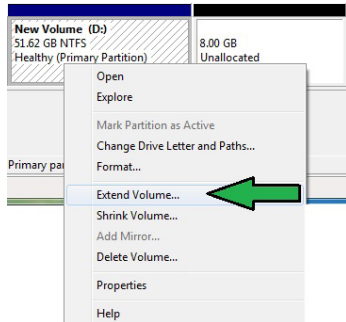 New Volume (D:)
51.62 GB NTFS
Healthy (Primary Partition)
8.00 GB
Unallocated
Open
Explore
Mark Partition as Active
Change Drive Letter and Paths...
Format...
Primary par
Extend Volume...
Shrink Volume...
Add Mirror...
Delete Volume...
Properties
Help